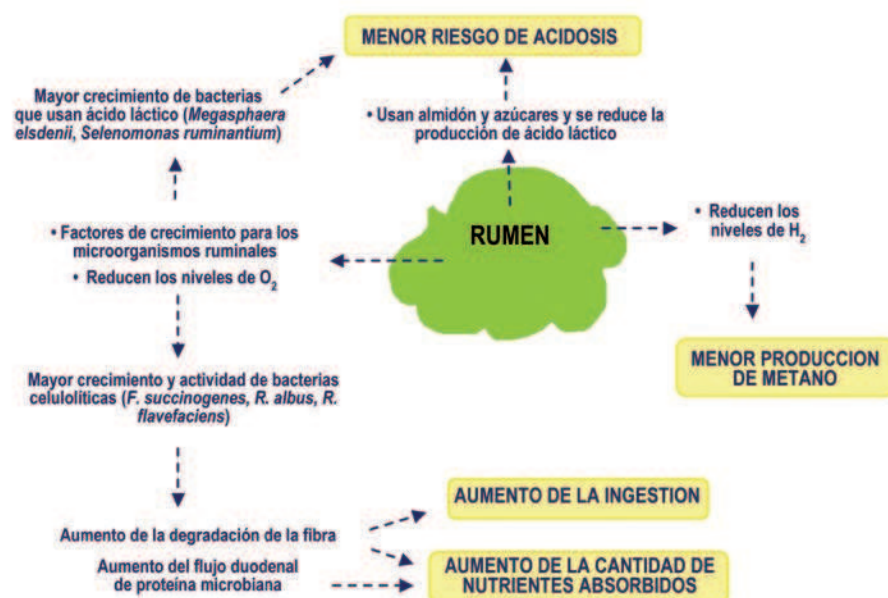 MENOR RIESGO DE ACIDOSIS
Mayor crecimiento de bacterias
que usan ácido láctico (Megasphaera
elsdenii, Selenomonas ruminantium)
• Usan almidón y azúcares y se reduce la
producción de ácido láctico
• Factores de crecimiento para los
microorganismos ruminales
• Reducen los niveles de O₂
RUMEN
• Reducen los
niveles de H₂
MENOR PRODUCCION
DE METANO
Mayor crecimiento y actividad de bacterias
celulolíticas (F. succinogenes, R. albus, R.
flavefaciens)
AUMENTO DE LA INGESTION
Aumento de la degradación de la fibra
Aumento del flujo duodenal
de proteína microbiana
AUMENTO DE LA CANTIDAD DE
NUTRIENTES ABSORBIDOS